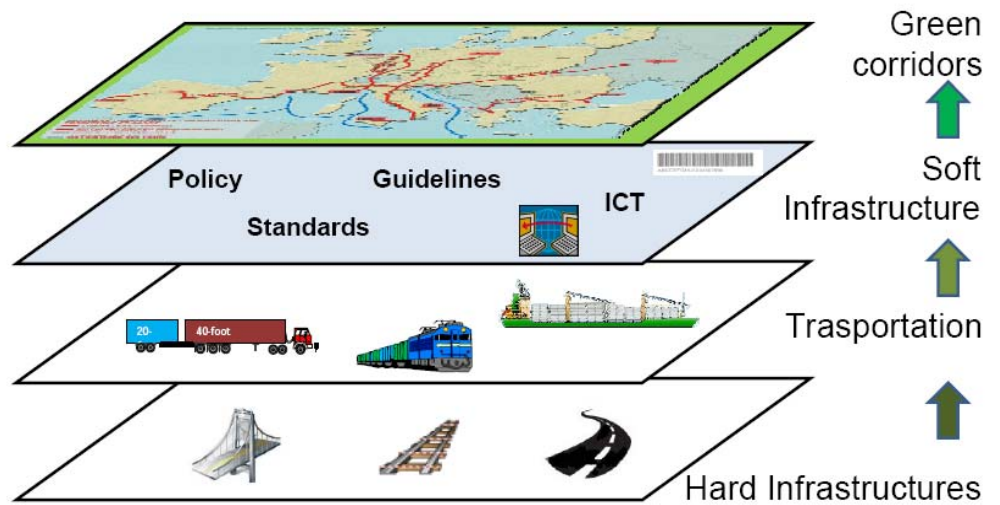 Green
corridors
Policy
Guidelines
ICT
Standards
Soft
Infrastructure
20-
40-foot
Trasportation
Hard Infrastructures